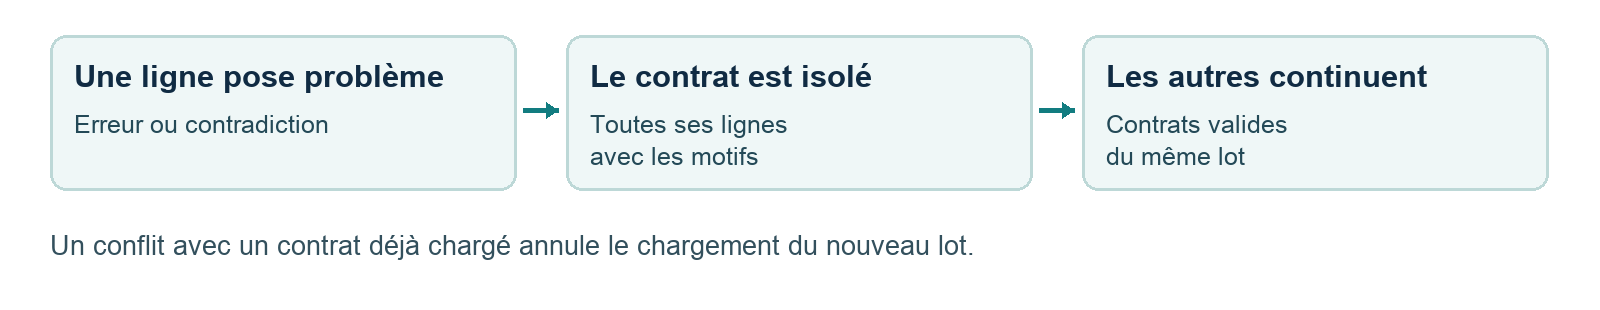 Une ligne pose problème
Erreur ou contradiction
Le contrat est isolé
Toutes ses lignes
avec les motifs
Les autres continuent
Contrats valides
du même lot
Un conflit avec un contrat déjà chargé annule le chargement du nouveau lot.